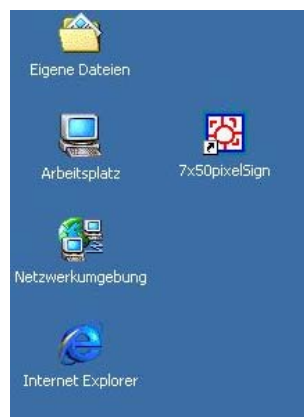 Eigene Dateien
Arbeitsplatz
7x50pixelSign
Netzwerkumgebung
Internet Explorer